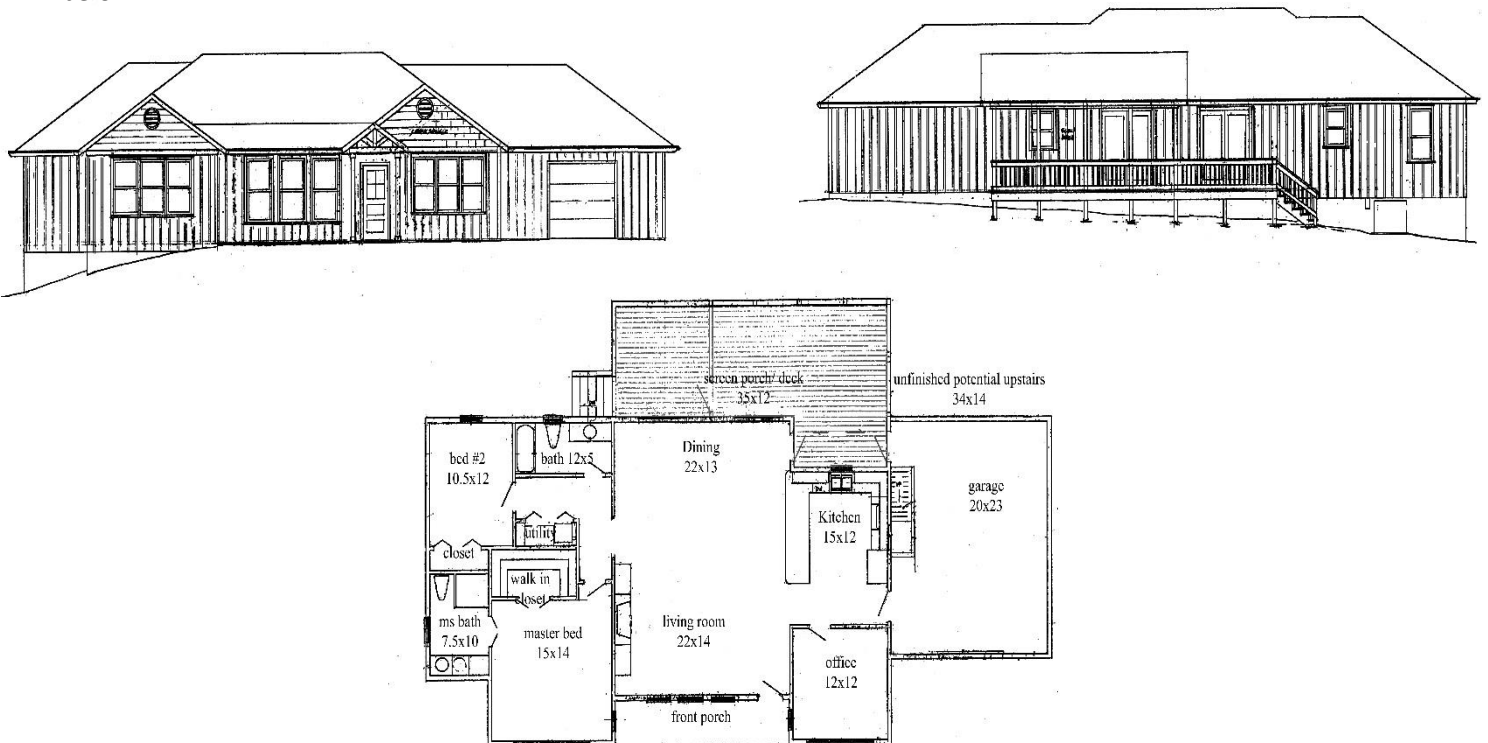 screen porch/ deck
35x12
unfinished potential upstairs
34x14
bed #2
10.5x12
bath 12x5
Dining
22x13
garage
20x23
Kitchen
15x12
utility
closet
walk in
closet
ms bath
7.5x10
master bed
15x14
living room
22x14
office
12x12
front porch